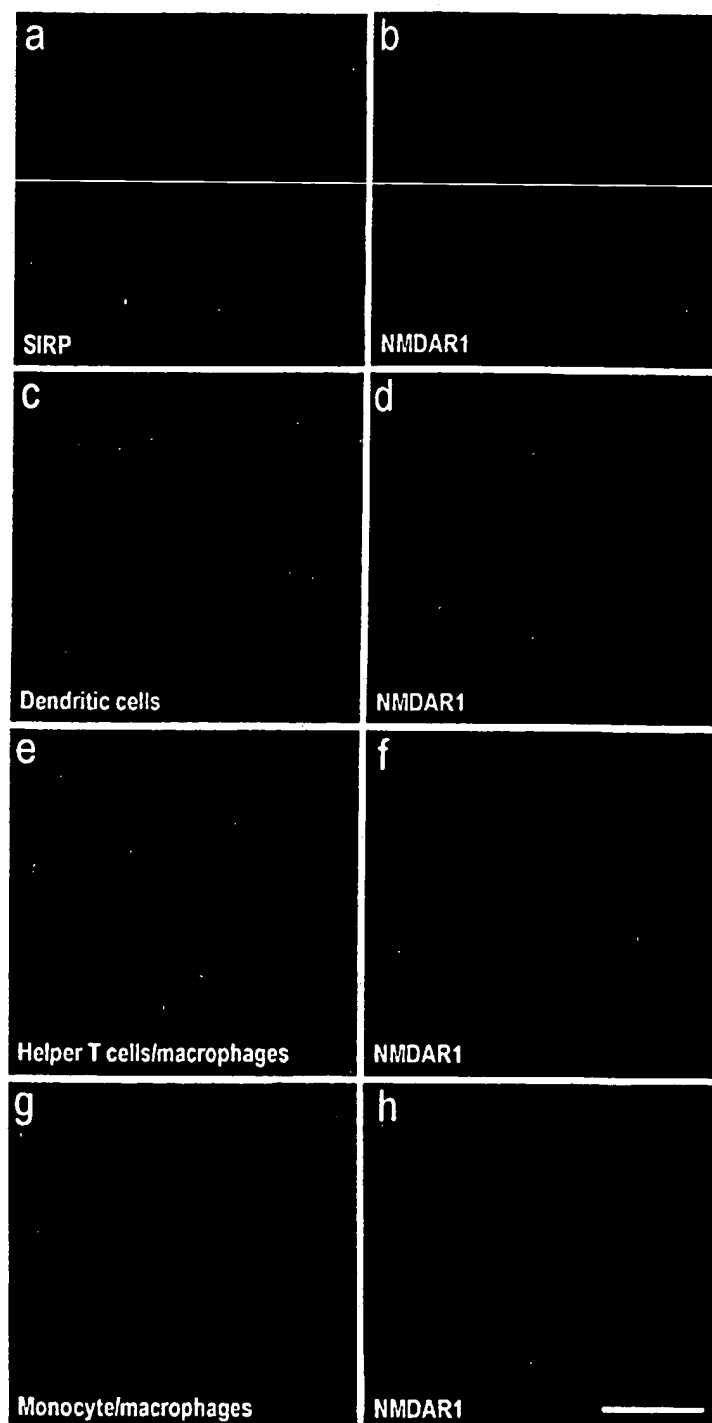 a
b
SIRP
NMDAR1
c
d
Dendritic cells
NMDAR1
e
f
Helper T cells/macrophages
NMDAR1
g
h
Monocyte/macrophages
NMDAR1